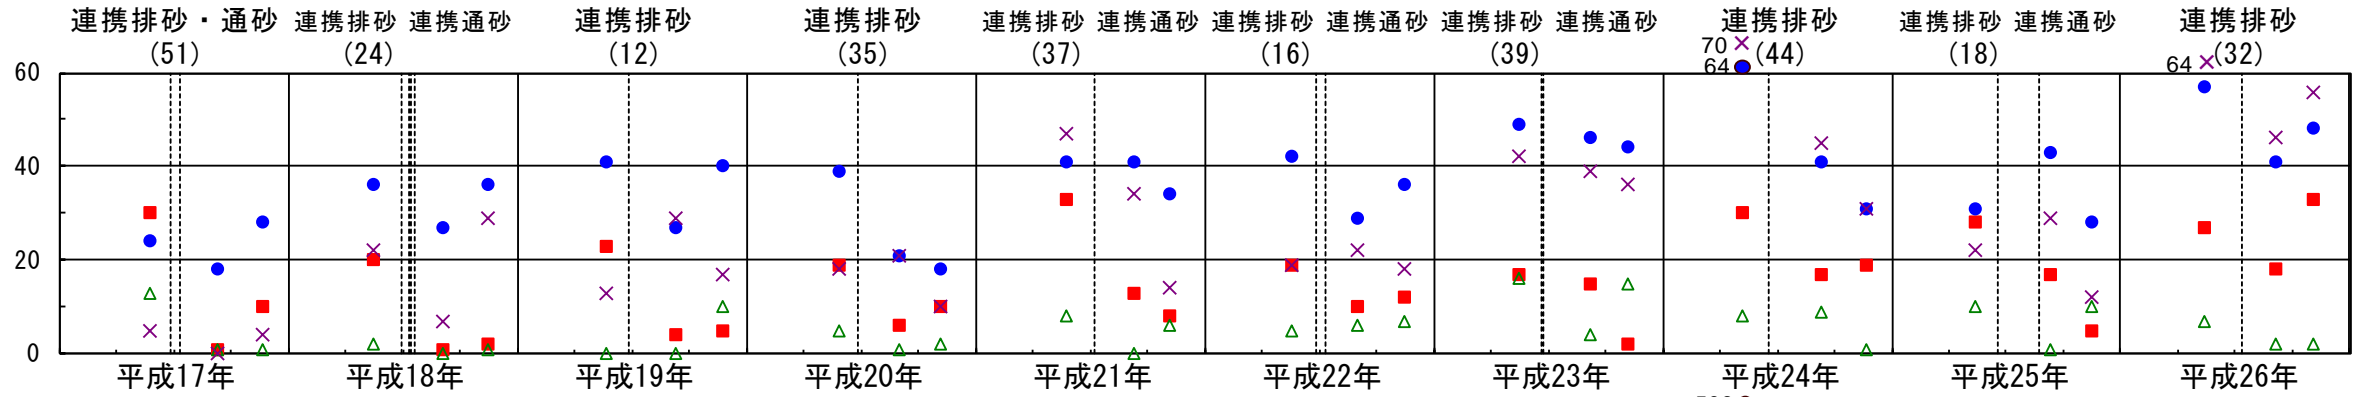 連携排砂・通砂 連携排砂 連携通砂 連携排砂 連携排砂 連携排砂 連携通砂 連携排砂 連携通砂 連携排砂 連携通砂 連携排砂 連携排砂 連携通砂 連携排砂
(51) (24) (12) (35) (37) (16) (39) 70 (44) (18) (32)
64 64
60
40
20
0
平成17年 平成18年 平成19年 平成20年 平成21年 平成22年 平成23年 平成24年 平成25年 平成26年